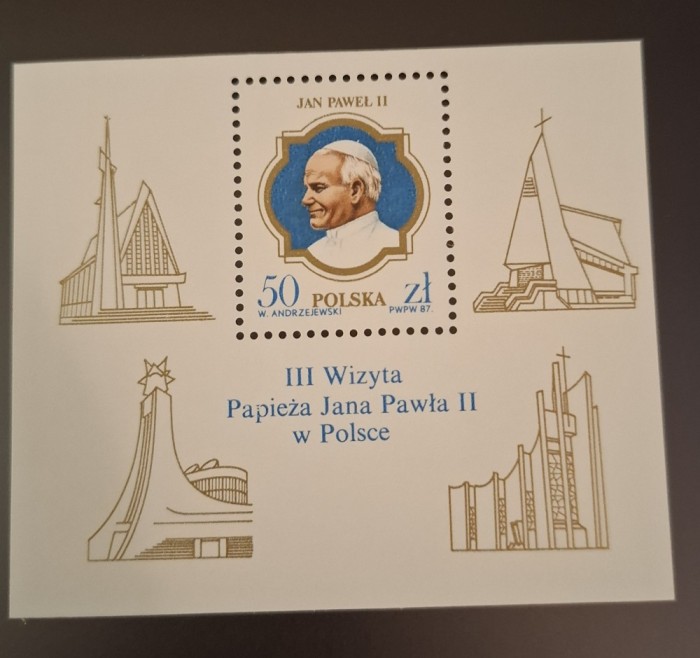 JAN PAWEŁ II
50 POLSKA zł
W. ANDRZEJEWSKI PWPW 87.
III Wizyta
Papieża Jana Pawła II
w Polsce